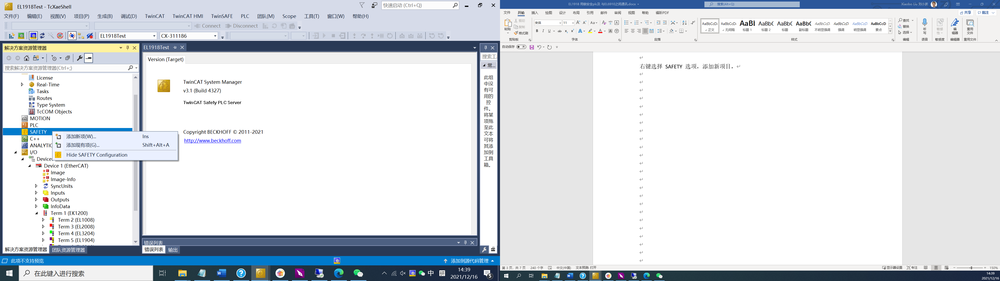 EL1918Test - TcXaeShell
快速启动 (Ctrl+Q)
文件(F) 编辑(E) 视图(V) 项目(P) 生成(B) 调试(D) TwinCAT TwinCAT HMI TwinSAFE PLC 团队(M) Scope 工具(T) 窗口(W) 帮助(H)
Connect Disconnect
EL1918Test CX-311186
解决方案资源管理器
搜索解决方案资源管理器(Ctrl+;)
License
Real-Time
Tasks
Routes
Type System
TcCOM Objects
MOTION
PLC
SAFETY
C++
ANALYTIC
I/O
Devices
Device 1 (EtherCAT)
Image
Image-Info
SyncUnits
Inputs
Outputs
InfoData
Term 1 (EK1200)
Term 2 (EL1008)
Term 3 (EL2008)
Term 4 (EL3204)
Term 5 (EL1904)
解决方案资源管理器 团队资源管理器
添加新项(W)... Ins
添加现有项(G)... Shift+Alt+A
Hide SAFETY Configuration
EL1918Test
Version (Target)
TwinCAT System Manager
v3.1 (Build 4327)
TwinCAT Safety PLC Server
Copyright BECKHOFF © 2011-2021
http://www.beckhoff.com
错误列表
错误列表 输出
搜索工
常...
此组
中没
有可
用的
控
件。
将某
项拖
至此
文本
可将
其添
加到
工具
箱。
此项不支持预览
添加到源代码管理
在此键入进行搜索
中
拼
14:39
2021/12/16
5
EL1918 用做安全plc及 与EL6910之间通讯.docx
搜索(Alt+Q)
Xiaobo Liu 刘小波
文件 开始 插入 绘图 设计 布局 引用 邮件 审阅 视图 帮助 福昕PDF
共享 批注
粘贴
剪切
复制
格式刷
剪贴板
宋体 11
字体
段落
AaBbCcDı AaBbCcDı AaBl AaBbC AaBbC AaBbC AaBbCcD. AaBbCcD. AaBbCcD. AaBbCcD
正文 无间隔 标题 1 标题 2 标题 副标题 不明显强调 强调 明显强调 要点
样式
查找
替换
选择
编辑
听写
语音
敏感性
敏感度
编辑器
编辑器
重用文件
重用文件
自动保存 关
右键选择 SAFETY 选项，添加新项目，
第 3 页，共 7 页 240 个字 中文(中国) 文本预测: 打开
显示器设置 专注 150%
14:39
2021/12/16